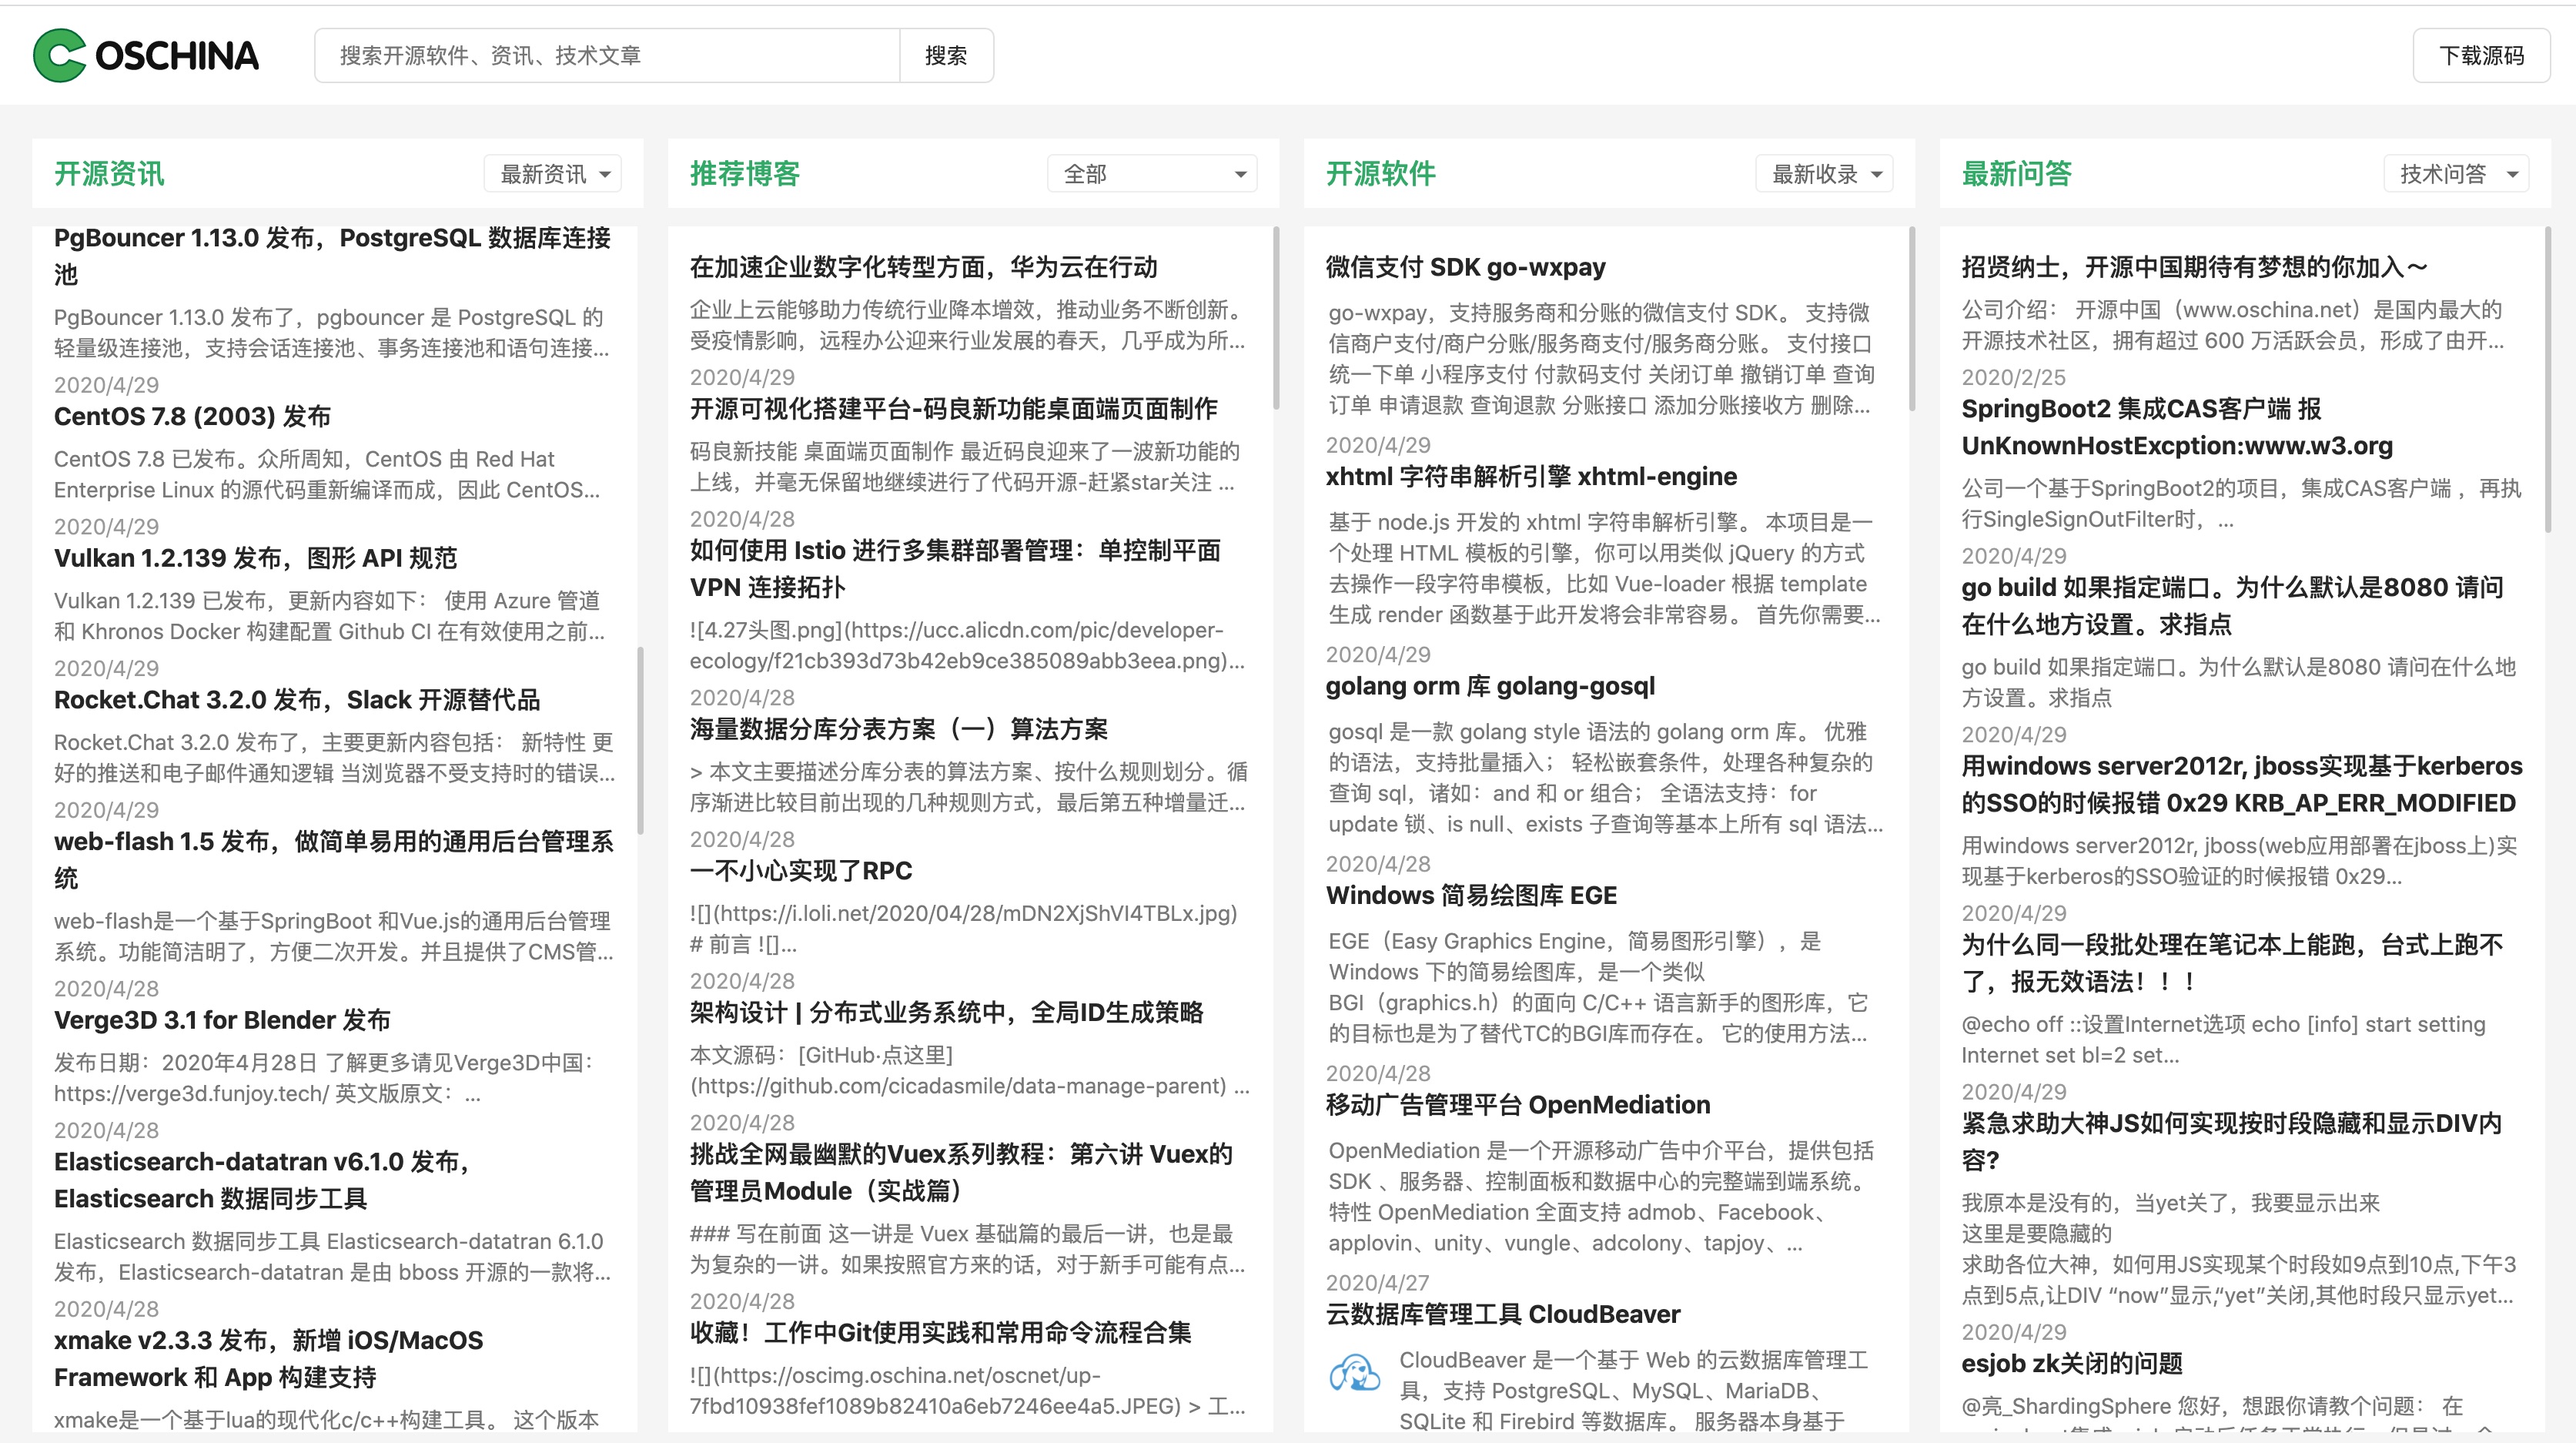 OSCHINA
搜索开源软件、资讯、技术文章
搜索
下载源码
开源资讯
最新资讯
PgBouncer 1.13.0 发布，PostgreSQL 数据库连接
池
PgBouncer 1.13.0 发布了，pgbouncer 是 PostgreSQL 的
轻量级连接池，支持会话连接池、事务连接池和语句连接...
2020/4/29
CentOS 7.8 (2003) 发布
CentOS 7.8 已发布。众所周知，CentOS 由 Red Hat
Enterprise Linux 的源代码重新编译而成，因此 CentOS...
2020/4/29
Vulkan 1.2.139 发布，图形 API 规范
Vulkan 1.2.139 已发布，更新内容如下： 使用 Azure 管道
和 Khronos Docker 构建配置 Github CI 在有效使用之前...
2020/4/29
Rocket.Chat 3.2.0 发布，Slack 开源替代品
Rocket.Chat 3.2.0 发布了，主要更新内容包括： 新特性 更
好的推送和电子邮件通知逻辑 当浏览器不受支持时的错误...
2020/4/29
web-flash 1.5 发布，做简单易用的通用后台管理系
统
web-flash是一个基于SpringBoot 和Vue.js的通用后台管理
系统。功能简洁明了，方便二次开发。并且提供了CMS管...
2020/4/28
Verge3D 3.1 for Blender 发布
发布日期：2020年4月28日 了解更多请见Verge3D中国：
https://verge3d.funjoy.tech/ 英文版原文： ...
2020/4/28
Elasticsearch-datatran v6.1.0 发布，
Elasticsearch 数据同步工具
Elasticsearch 数据同步工具 Elasticsearch-datatran 6.1.0
发布，Elasticsearch-datatran 是由 bboss 开源的一款将...
2020/4/28
xmake v2.3.3 发布，新增 iOS/MacOS
Framework 和 App 构建支持
xmake是一个基于lua的现代化c/c++构建工具。 这个版本
推荐博客
全部
在加速企业数字化转型方面，华为云在行动
企业上云能够助力传统行业降本增效，推动业务不断创新。
受疫情影响，远程办公迎来行业发展的春天，几乎成为所...
2020/4/29
开源可视化搭建平台-码良新功能桌面端页面制作
码良新技能 桌面端页面制作 最近码良迎来了一波新功能的
上线，并毫无保留地继续进行了代码开源-赶紧star关注 ...
2020/4/28
如何使用 Istio 进行多集群部署管理：单控制平面
VPN 连接拓扑
![4.27头图.png](https://ucc.alicdn.com/pic/developer-
ecology/f21cb393d73b42eb9ce385089abb3eea.png)...
2020/4/28
海量数据分库分表方案（一）算法方案
> 本文主要描述分库分表的算法方案、按什么规则划分。循
序渐进比较目前出现的几种规则方式，最后第五种增量迁...
2020/4/28
一不小心实现了RPC
![](https://i.loli.net/2020/04/28/mDN2XjShVI4TBLx.jpg)
# 前言 ![]...
2020/4/28
架构设计 | 分布式业务系统中，全局ID生成策略
本文源码：[GitHub·点这里]
(https://github.com/cicadasmile/data-manage-parent) ...
2020/4/28
挑战全网最幽默的Vuex系列教程：第六讲 Vuex的
管理员Module（实战篇）
### 写在前面 这一讲是 Vuex 基础篇的最后一讲，也是最
为复杂的一讲。如果按照官方来的话，对于新手可能有点...
2020/4/28
收藏！工作中Git使用实践和常用命令流程合集
![](https://oscimg.oschina.net/oscnet/up-
7fbd10938fef1089b82410a6eb7246ee4a5.JPEG) > 工...
开源软件
最新收录
微信支付 SDK go-wxpay
go-wxpay，支持服务商和分账的微信支付 SDK。 支持微
信商户支付/商户分账/服务商支付/服务商分账。 支付接口
统一下单 小程序支付 付款码支付 关闭订单 撤销订单 查询
订单 申请退款 查询退款 分账接口 添加分账接收方 删除...
2020/4/29
xhtml 字符串解析引擎 xhtml-engine
基于 node.js 开发的 xhtml 字符串解析引擎。 本项目是一
个处理 HTML 模板的引擎，你可以用类似 jQuery 的方式
去操作一段字符串模板，比如 Vue-loader 根据 template
生成 render 函数基于此开发将会非常容易。 首先你需要...
2020/4/29
golang orm 库 golang-gosql
gosql 是一款 golang style 语法的 golang orm 库。 优雅
的语法，支持批量插入； 轻松嵌套条件，处理各种复杂的
查询 sql，诸如：and 和 or 组合； 全语法支持：for
update 锁、is null、exists 子查询等基本上所有 sql 语法...
2020/4/28
Windows 简易绘图库 EGE
EGE（Easy Graphics Engine，简易图形引擎），是
Windows 下的简易绘图库，是一个类似
BGI（graphics.h）的面向 C/C++ 语言新手的图形库，它
的目标也是为了替代TC的BGI库而存在。 它的使用方法...
2020/4/28
移动广告管理平台 OpenMediation
OpenMediation 是一个开源移动广告中介平台，提供包括
SDK 、服务器、控制面板和数据中心的完整端到端系统。
特性 OpenMediation 全面支持 admob、Facebook、
applovin、unity、vungle、adcolony、tapjoy、...
2020/4/27
云数据库管理工具 CloudBeaver
CloudBeaver 是一个基于 Web 的云数据库管理工
具，支持 PostgreSQL、MySQL、MariaDB、
SQLite 和 Firebird 等数据库。 服务器本身基于
最新问答
技术问答
招贤纳士，开源中国期待有梦想的你加入～
公司介绍： 开源中国（www.oschina.net）是国内最大的
开源技术社区，拥有超过 600 万活跃会员，形成了由开...
2020/2/25
SpringBoot2 集成CAS客户端 报
UnKnownHostExcption:www.w3.org
公司一个基于SpringBoot2的项目，集成CAS客户端 ，再执
行SingleSignOutFilter时，...
2020/4/29
go build 如果指定端口。为什么默认是8080 请问
在什么地方设置。求指点
go build 如果指定端口。为什么默认是8080 请问在什么地
方设置。求指点
2020/4/29
用windows server2012r, jboss实现基于kerberos
的SSO的时候报错 0x29 KRB_AP_ERR_MODIFIED
用windows server2012r, jboss(web应用部署在jboss上)实
现基于kerberos的SSO验证的时候报错 0x29...
2020/4/29
为什么同一段批处理在笔记本上能跑，台式上跑不
了，报无效语法！！！
@echo off ::设置Internet选项 echo [info] start setting
Internet set bl=2 set...
2020/4/29
紧急求助大神JS如何实现按时段隐藏和显示DIV内
容?
我原本是没有的，当yet关了，我要显示出来
这里是要隐藏的
求助各位大神，如何用JS实现某个时段如9点到10点,下午3
点到5点,让DIV “now”显示,“yet”关闭,其他时段只显示yet...
2020/4/29
esjob zk关闭的问题
@亮_ShardingSphere 您好，想跟你请教个问题： 在